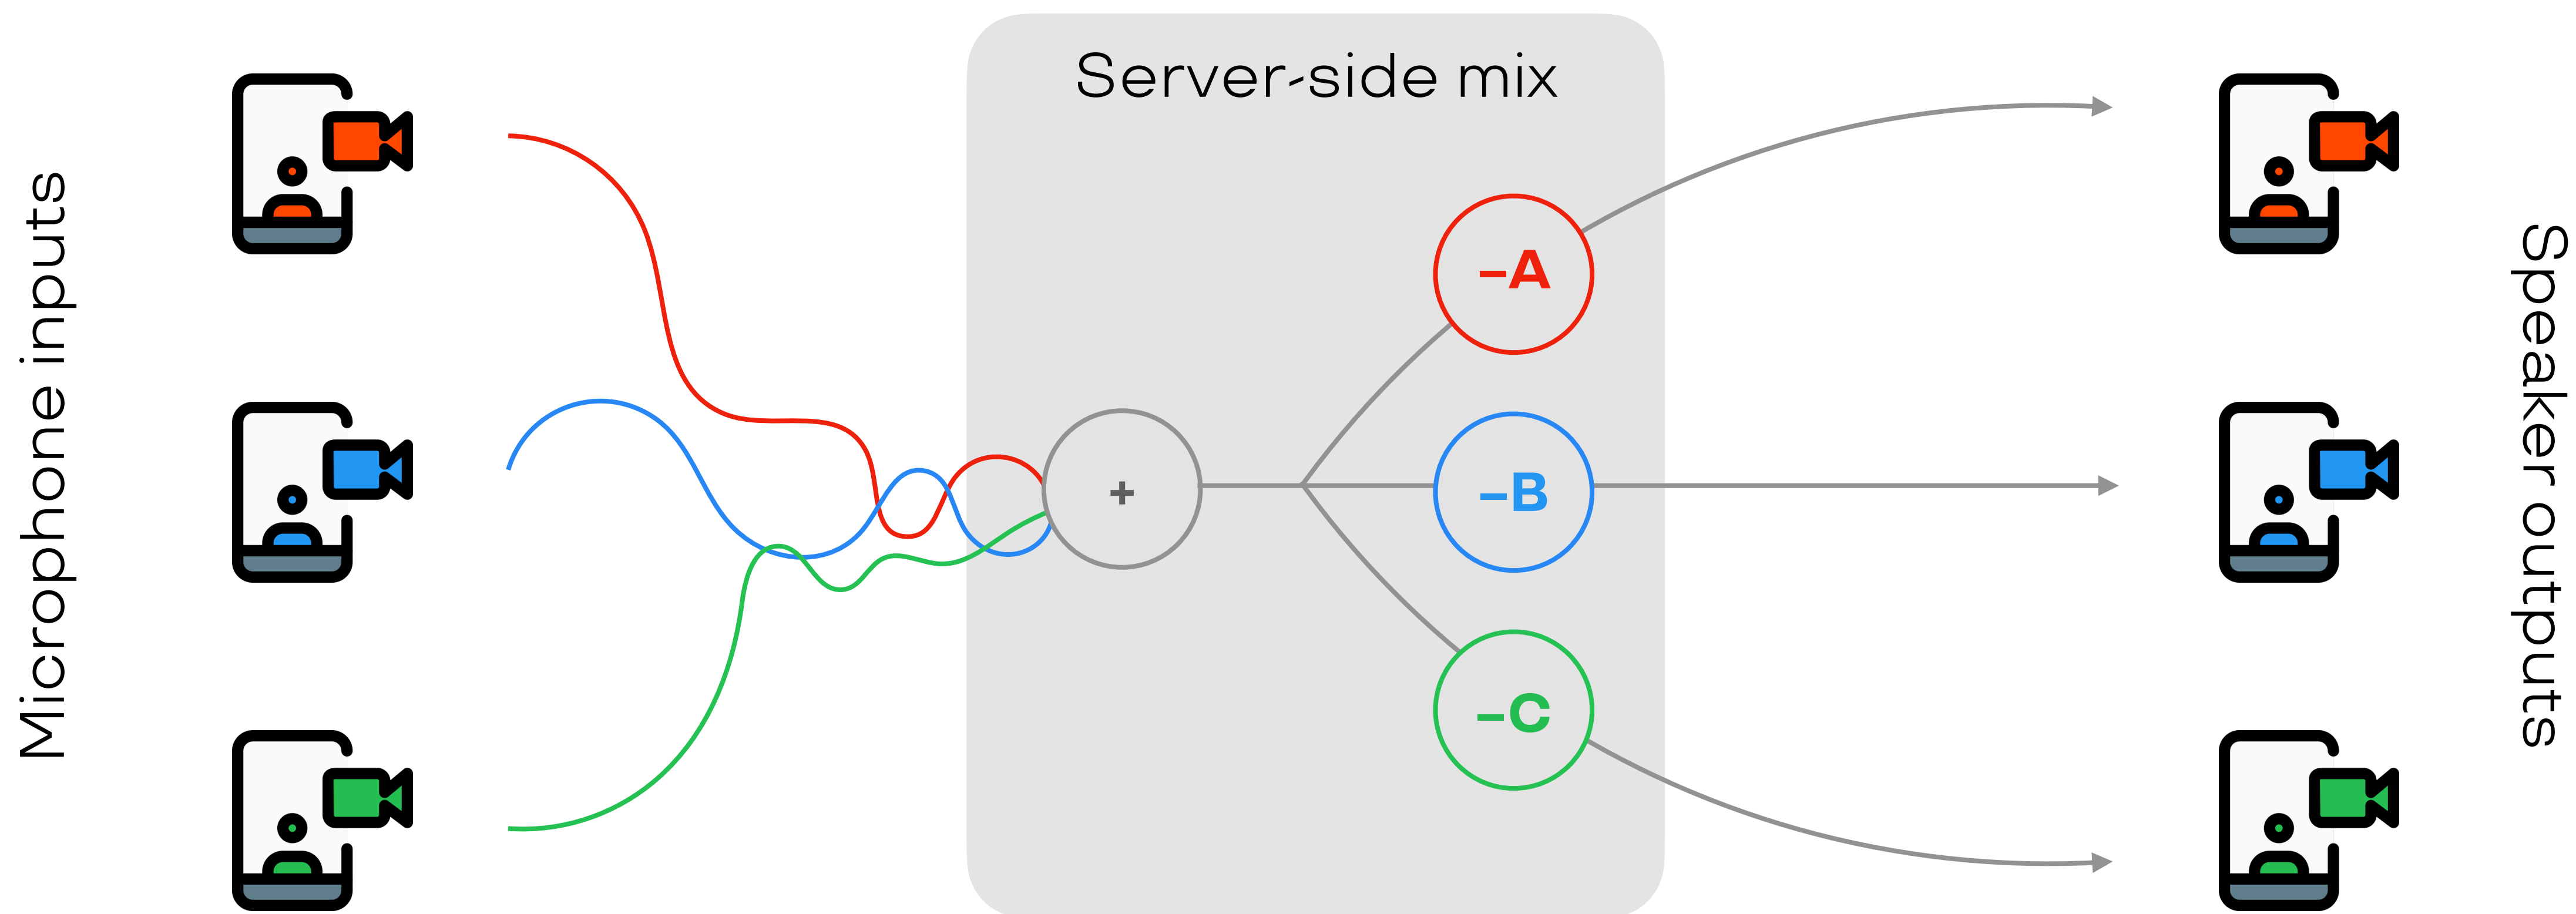 Microphone inputs
Server-side mix
+
–A
–B
–C
Speaker outputs